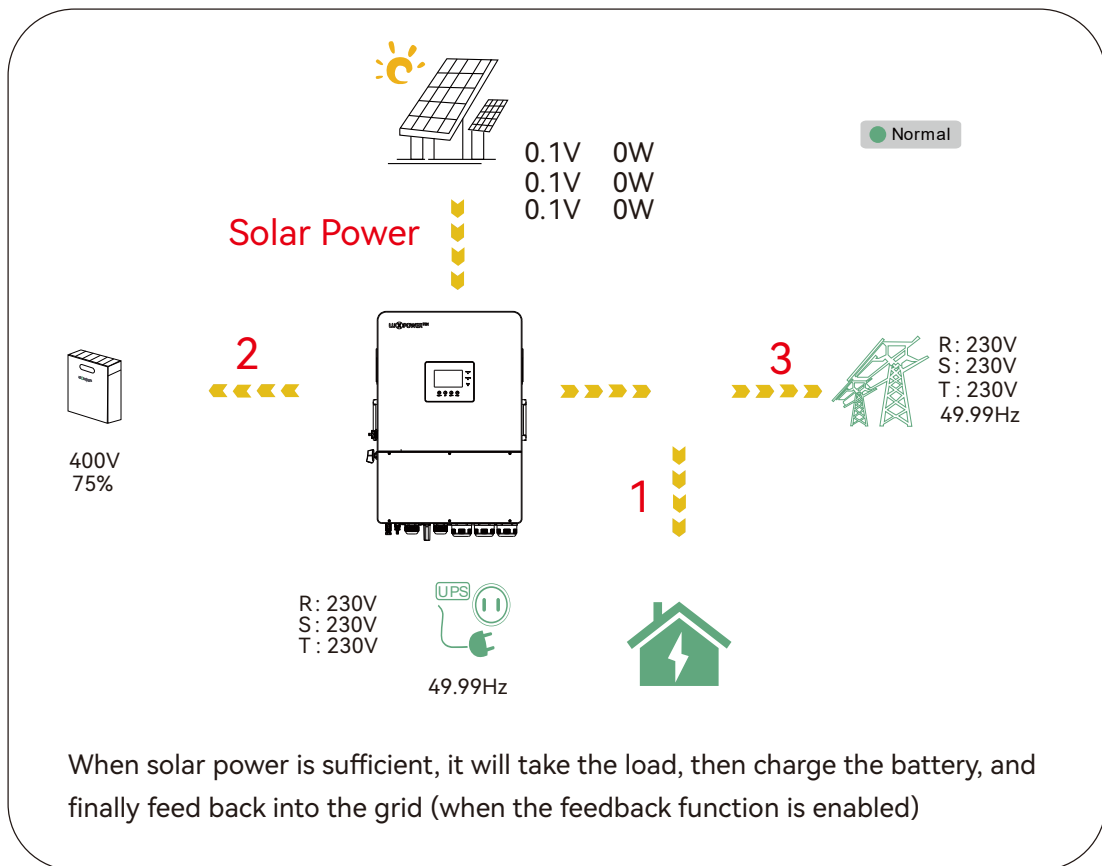 0.1V 0W
0.1V 0W
0.1V 0W
Normal
Solar Power
LUXPOWERTEK
2
3
R: 230V
S: 230V
T: 230V
49.99Hz
400V
75%
1
R: 230V
S: 230V
T: 230V
UPS
49.99Hz
When solar power is sufficient, it will take the load, then charge the battery, and
finally feed back into the grid (when the feedback function is enabled)